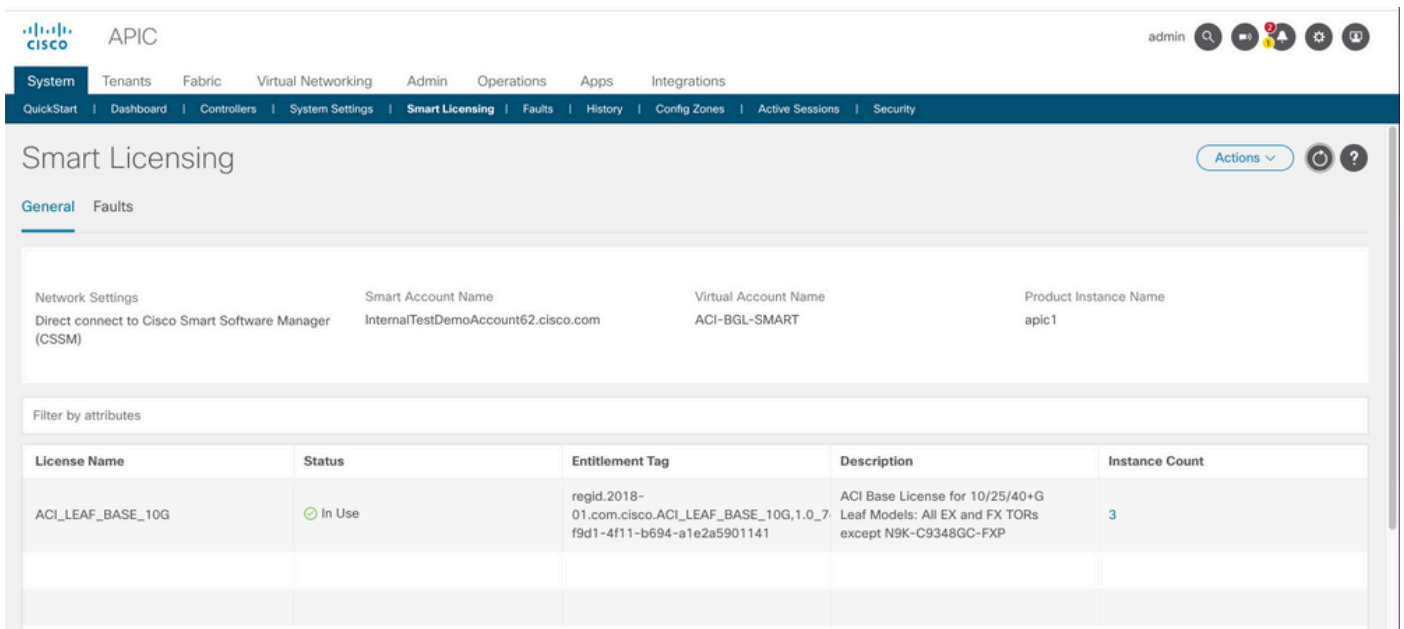 CISCO
APIC
admin
2
1
System Tenants Fabric Virtual Networking Admin Operations Apps Integrations
QuickStart | Dashboard | Controllers | System Settings | Smart Licensing | Faults | History | Config Zones | Active Sessions | Security
Smart Licensing
Actions
?
General Faults
Network Settings
Direct connect to Cisco Smart Software Manager
(CSSM)
Smart Account Name
InternalTestDemoAccount62.cisco.com
Virtual Account Name
ACI-BGL-SMART
Product Instance Name
apic1
Filter by attributes
License Name Status Entitlement Tag Description Instance Count
ACI_LEAF_BASE_10G
In Use
regid.2018-
01.com.cisco.ACI_LEAF_BASE_10G,1.0_7
f9d1-4f11-b694-a1e2a5901141
ACI Base License for 10/25/40+G
Leaf Models: All EX and FX TORs
except N9K-C9348GC-FXP
3